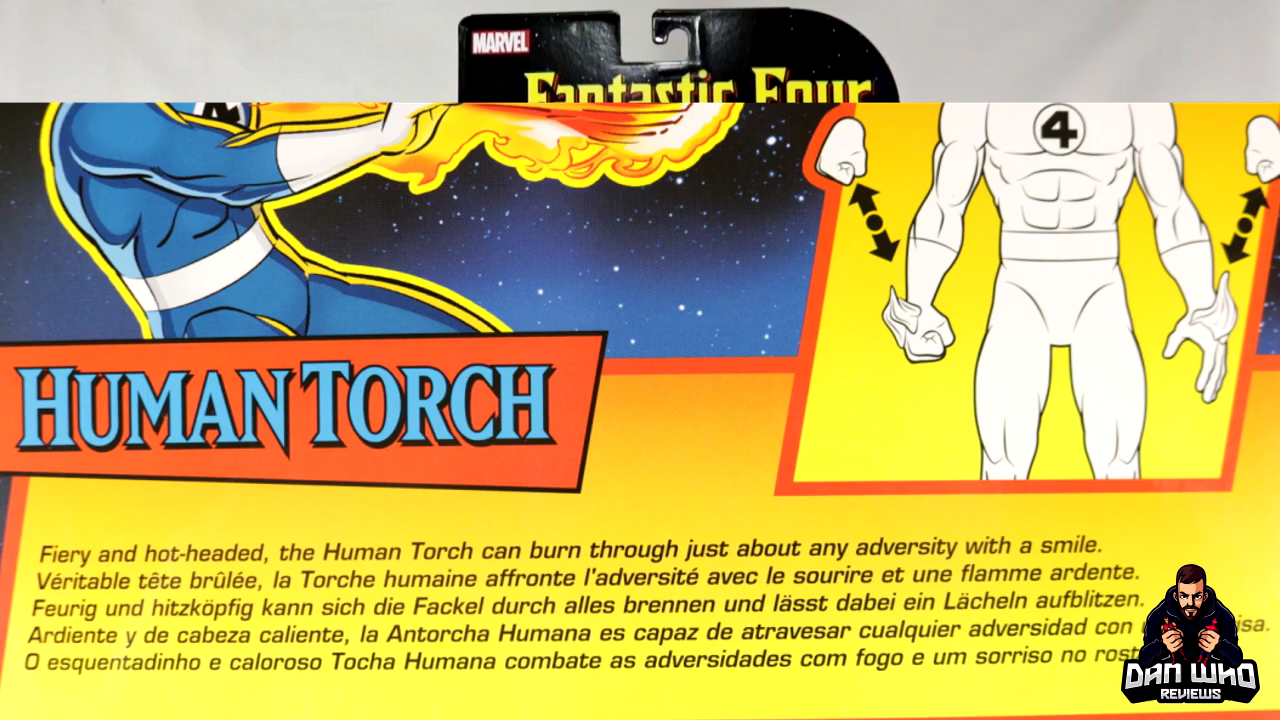 MARVEL
Fantastic Four
4
HUMAN TORCH
Fiery and hot-headed, the Human Torch can burn through just about any adversity with a smile.
Véritable tête brûlée, la Torche humaine affronte l'adversité avec le sourire et une flamme ardente.
Feurig und hitzköpfig kann sich die Fackel durch alles brennen und lässt dabei ein Lächeln aufblitzen.
Ardiente y de cabeza caliente, la Antorcha Humana es capaz de atravesar cualquier adversidad con
O esquentadinho e caloroso Tocha Humana combate as adversidades com fogo e um sorriso no
DAN WHO
REVIEWS